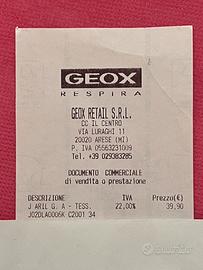 GEOX
RESPIRA
GEOX RETAIL S.R.L.
CC IL CENTRO
VIA LURAGHI 11
20020 ARESE (MI)
P. IVA 05563231009
Tel. +39 029383285
DOCUMENTO COMMERCIALE
di vendita o prestazione
DESCRIZIONE IVA Prezzo(€)
J ARIL G. A - TESS. 22,00% 39,90
J02DLA0006K C2001 34